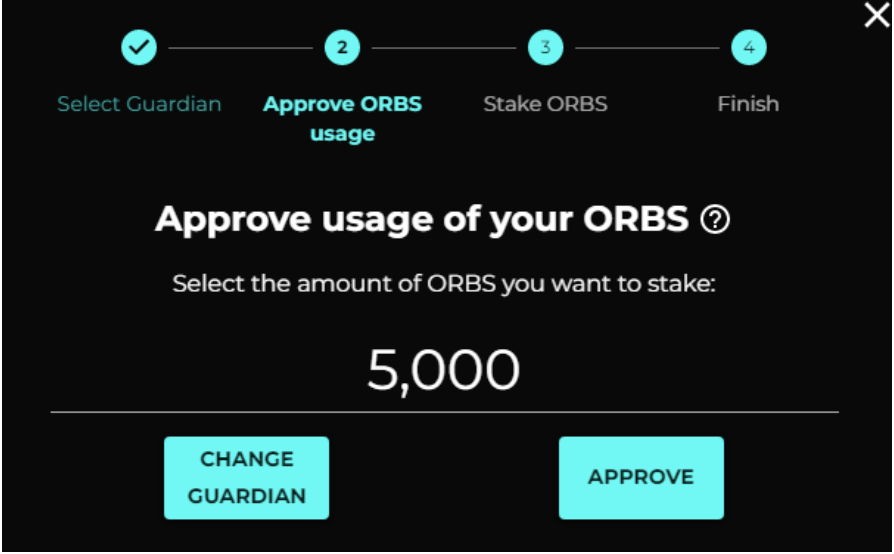 2
3
4
Select Guardian
Approve ORBS
usage
Stake ORBS
Finish
Approve usage of your ORBS ?
Select the amount of ORBS you want to stake:
5,000
CHANGE
GUARDIAN
APPROVE